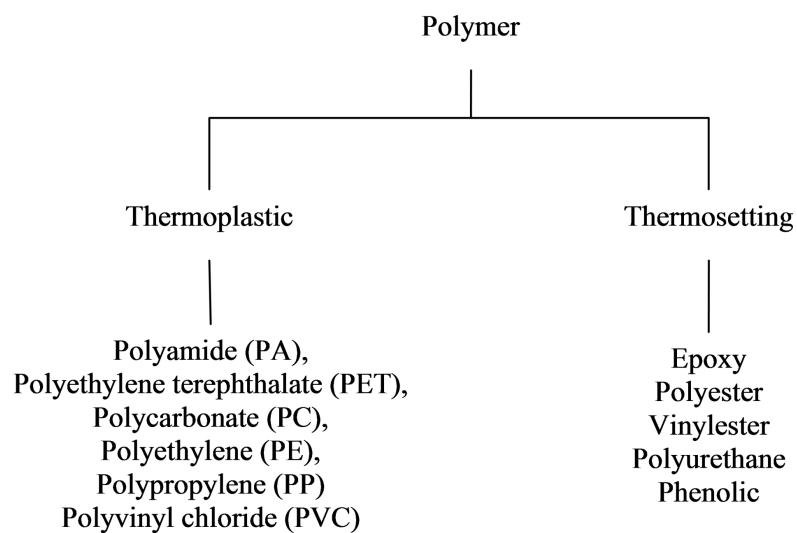 Polymer
Thermoplastic
Thermosetting
Polyamide (PA),
Polyethylene terephthalate (PET),
Polycarbonate (PC),
Polyethylene (PE),
Polypropylene (PP)
Polyvinyl chloride (PVC)
Epoxy
Polyester
Vinylester
Polyurethane
Phenolic